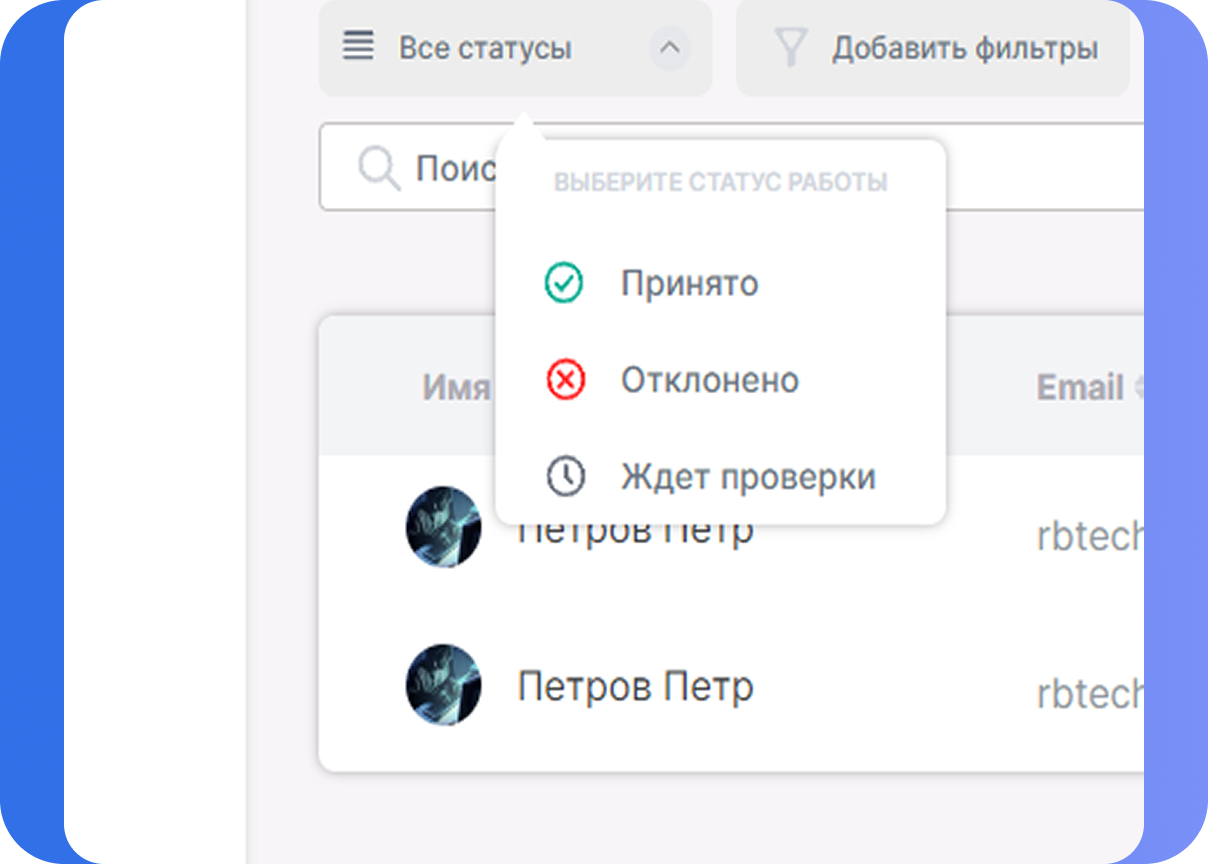 Все статусы
Добавить фильтры
Поис
ВЫБЕРИТЕ СТАТУС РАБОТЫ
Принято
Отклонено
Ждет проверки
Имя
Email
Петров Петр
rbtech
Петров Петр
rbtech